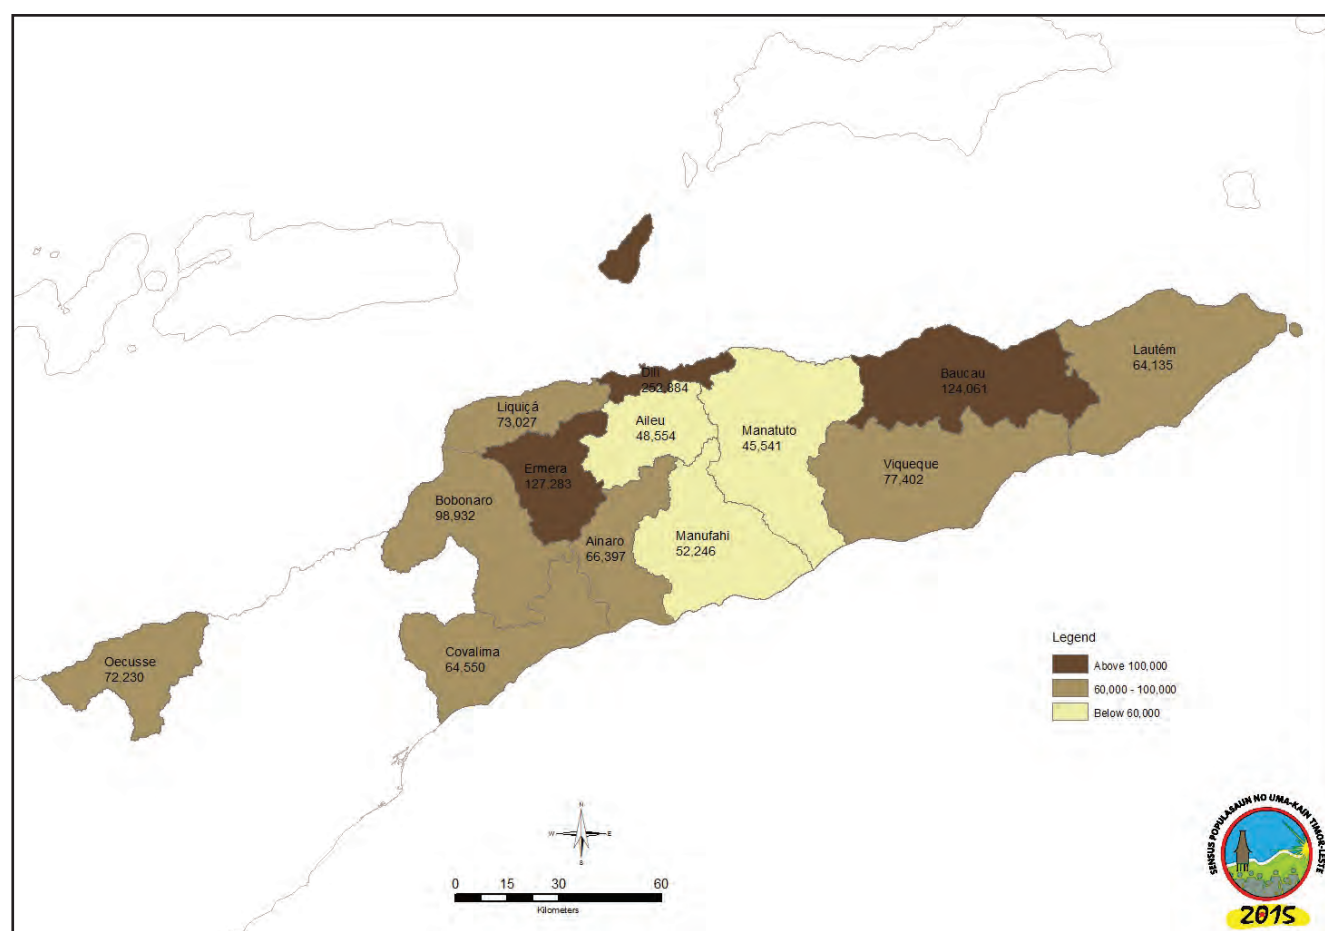 Lautém
64,135
Dili
252,884
Baucau
124,061
Liquiçá
73,027
Aileu
48,554
Manatuto
45,541
Viqueque
77,402
Ermera
127,283
Bobonaro
98,932
Ainaro
66,397
Manufahi
52,246
Covalima
64,550
Oecusse
72,230
Legend
Above 100,000
60,000 - 100,000
Below 60,000
N
W E
S
0 15 30 60
Kilometers
SENSUS POPULASAUN NO UMA-KAIN TIMOR-LESTE
2015